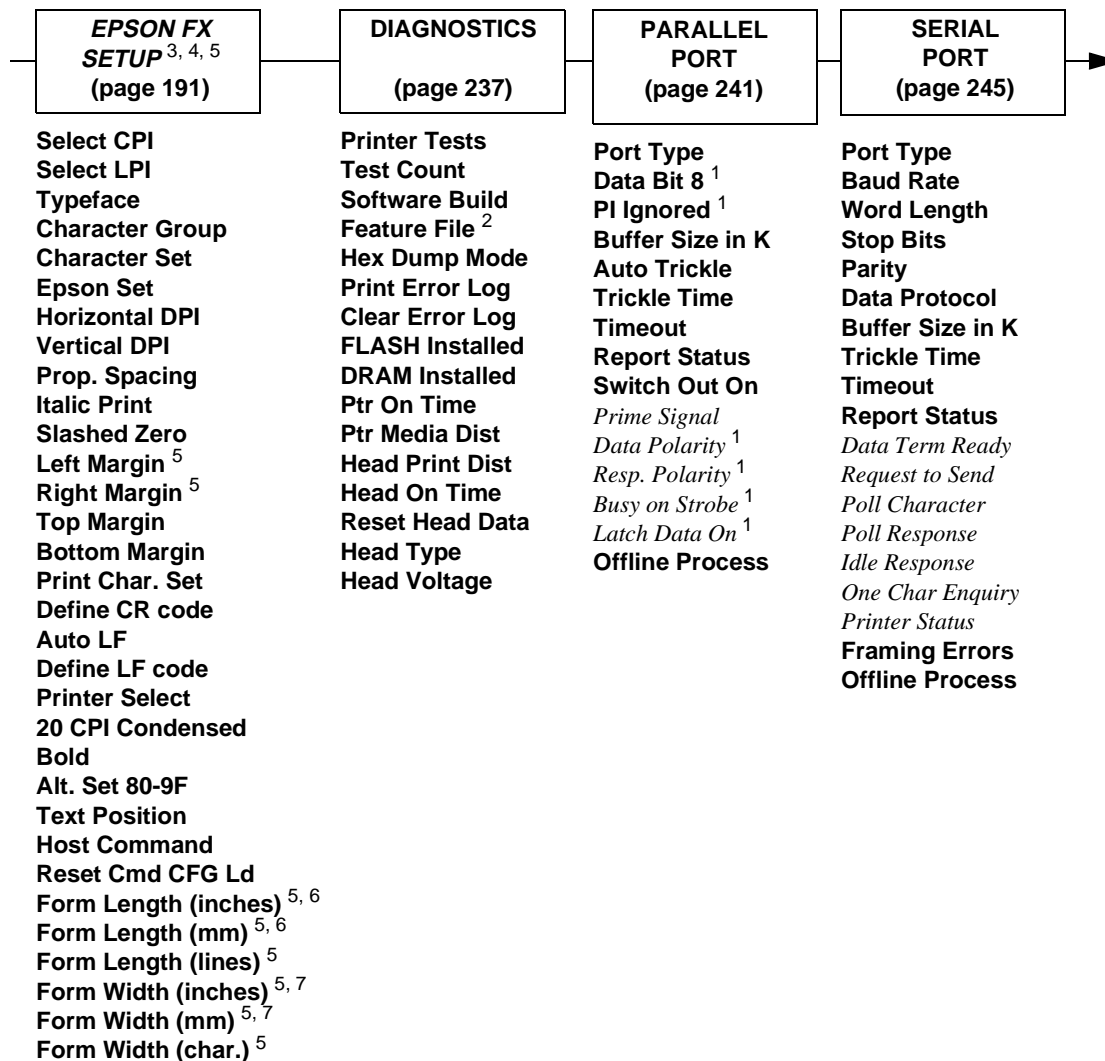 EPSON FX
SETUP 3, 4, 5
(page 191)
Select CPI
Select LPI
Typeface
Character Group
Character Set
Epson Set
Horizontal DPI
Vertical DPI
Prop. Spacing
Italic Print
Slashed Zero
Left Margin 5
Right Margin 5
Top Margin
Bottom Margin
Print Char. Set
Define CR code
Auto LF
Define LF code
Printer Select
20 CPI Condensed
Bold
Alt. Set 80-9F
Text Position
Host Command
Reset Cmd CFG Ld
Form Length (inches) 5, 6
Form Length (mm) 5, 6
Form Length (lines) 5
Form Width (inches) 5, 7
Form Width (mm) 5, 7
Form Width (char.) 5
DIAGNOSTICS
(page 237)
Printer Tests
Test Count
Software Build
Feature File 2
Hex Dump Mode
Print Error Log
Clear Error Log
FLASH Installed
DRAM Installed
Ptr On Time
Ptr Media Dist
Head Print Dist
Head On Time
Reset Head Data
Head Type
Head Voltage
PARALLEL
PORT
(page 241)
Port Type
Data Bit 8 1
PI Ignored 1
Buffer Size in K
Auto Trickle
Trickle Time
Timeout
Report Status
Switch Out On
Prime Signal
Data Polarity 1
Resp. Polarity 1
Busy on Strobe 1
Latch Data On 1
Offline Process
SERIAL
PORT
(page 245)
Port Type
Baud Rate
Word Length
Stop Bits
Parity
Data Protocol
Buffer Size in K
Trickle Time
Timeout
Report Status
Data Term Ready
Request to Send
Poll Character
Poll Response
Idle Response
One Char Enquiry
Printer Status
Framing Errors
Offline Process